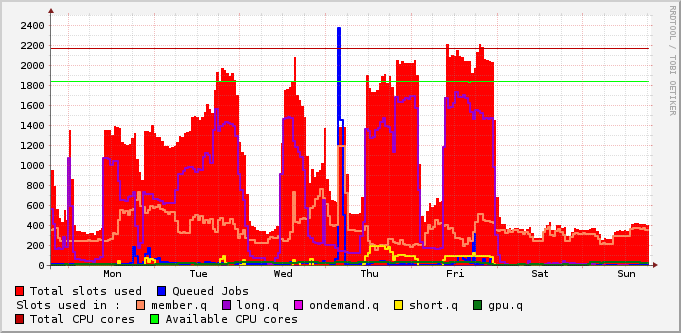 2400
2200
2000
1800
1600
1400
1200
1000
800
600
400
200
0
Mon Tue Wed Thu Fri Sat Sun
RRDTOOL / TOBI OETIKER
Total slots used Queued Jobs
Slots used in : member.q long.q ondemand.q short.q gpu.q
Total CPU cores Available CPU cores